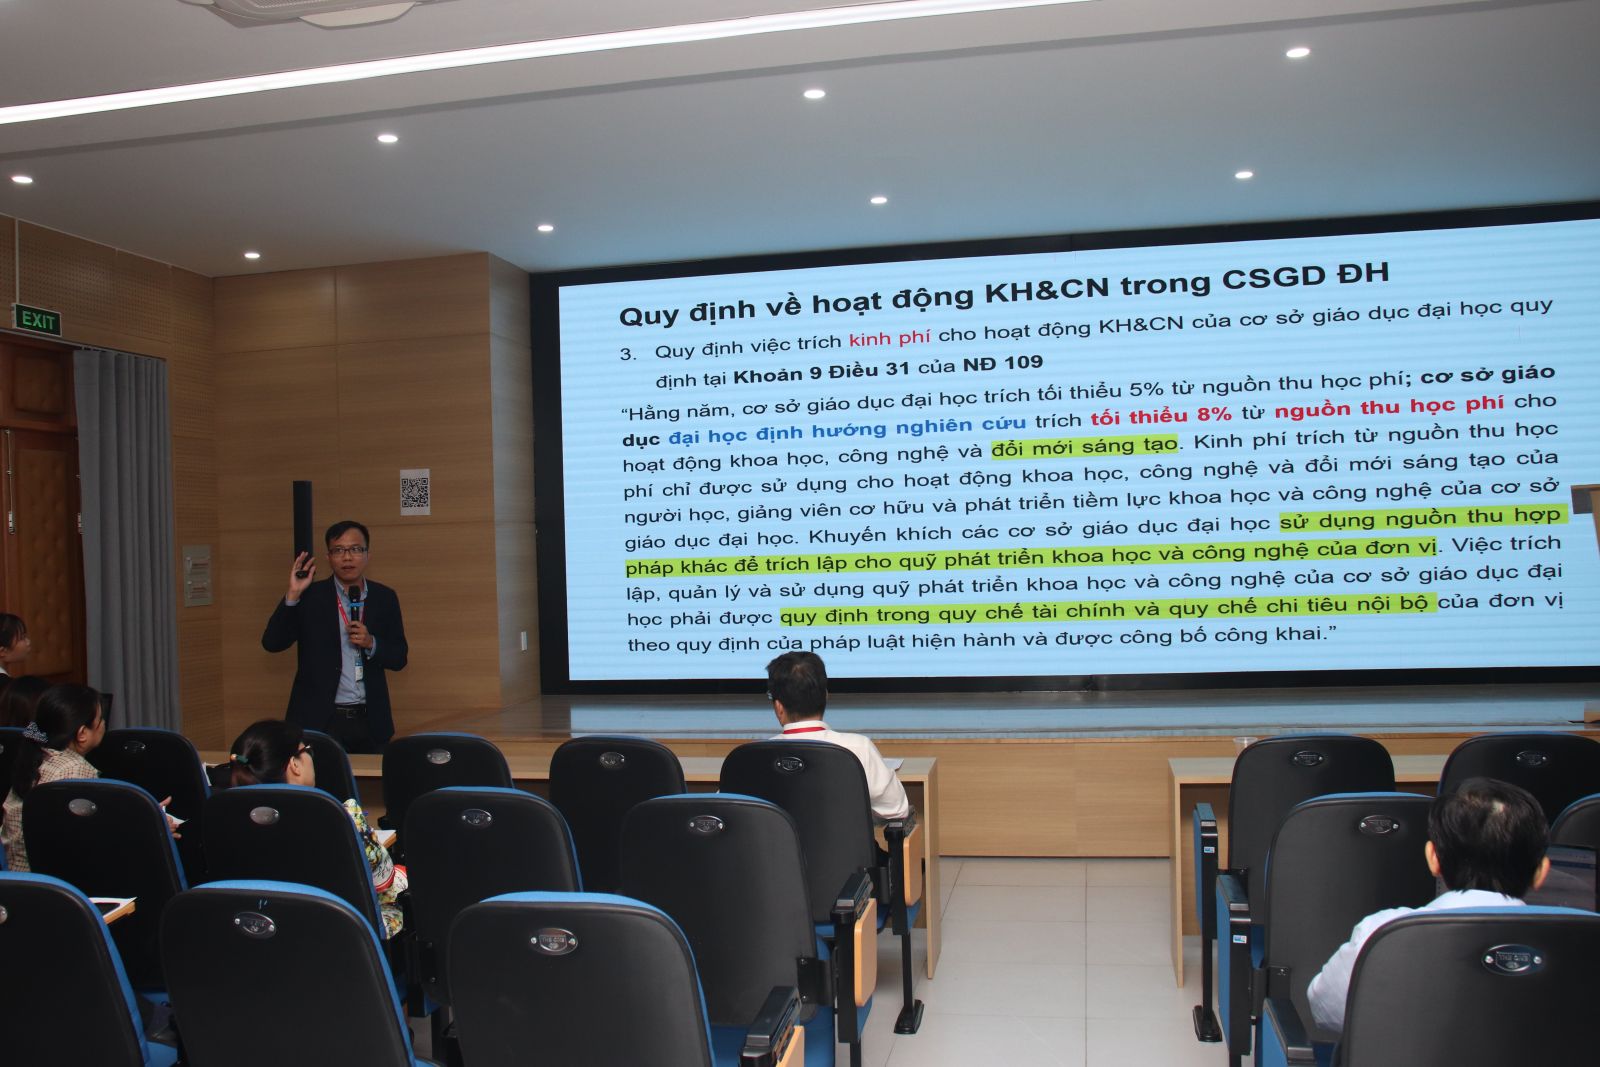 EXIT
Quy định về hoạt động KH&CN trong CSGD ĐH
3. Quy định việc trích kinh phí cho hoạt động KH&CN của cơ sở giáo dục đại học quy
định tại Khoản 9 Điều 31 của NĐ 109
“Hằng năm, cơ sở giáo dục đại học trích tối thiểu 5% từ nguồn thu học phí; cơ sở giáo
dục đại học định hướng nghiên cứu trích tối thiểu 8% từ nguồn thu học phí cho
hoạt động khoa học, công nghệ và đổi mới sáng tạo. Kinh phí trích từ nguồn thu học
phí chỉ được sử dụng cho hoạt động khoa học, công nghệ và đổi mới sáng tạo của
người học, giảng viên cơ hữu và phát triển tiềm lực khoa học và công nghệ của cơ sở
giáo dục đại học. Khuyến khích các cơ sở giáo dục đại học sử dụng nguồn thu hợp
pháp khác để trích lập cho quỹ phát triển khoa học và công nghệ của đơn vị. Việc trích
lập, quản lý và sử dụng quỹ phát triển khoa học và công nghệ của cơ sở giáo dục đại
học phải được quy định trong quy chế tài chính và quy chế chi tiêu nội bộ của đơn vị
theo quy định của pháp luật hiện hành và được công bố công khai.”